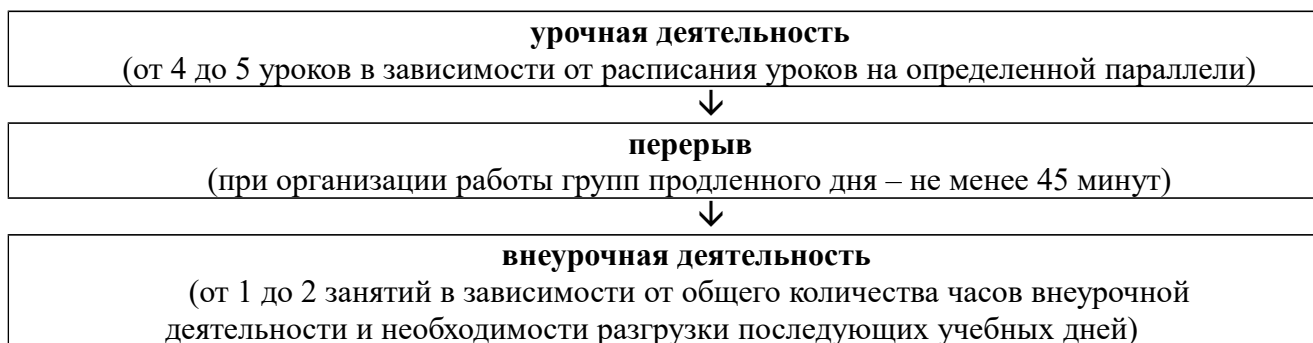 урочная деятельность
(от 4 до 5 уроков в зависимости от расписания уроков на определенной параллели)
↓
перерыв
(при организации работы групп продленного дня – не менее 45 минут)
↓
внеурочная деятельность
(от 1 до 2 занятий в зависимости от общего количества часов внеурочной
деятельности и необходимости разгрузки последующих учебных дней)